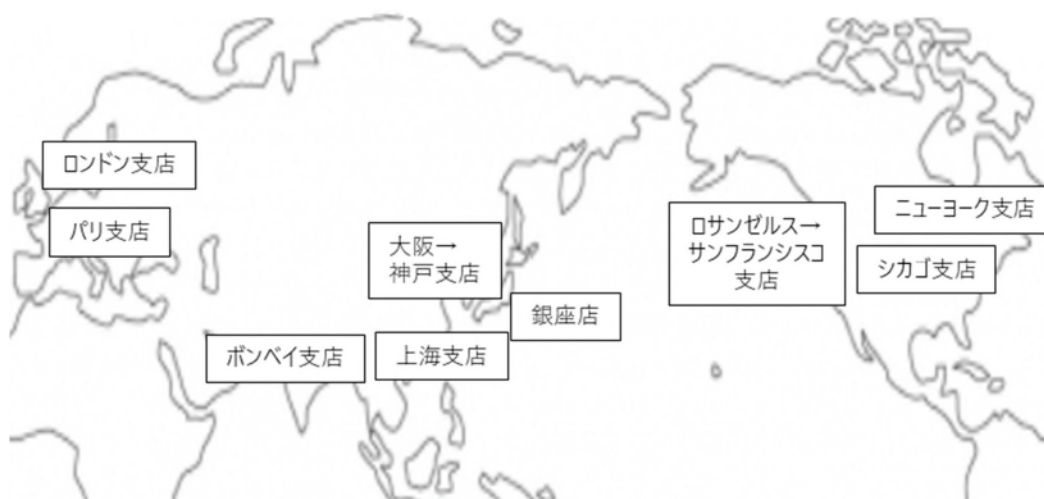 ロンドン支店
パリ支店
大阪→
神戸支店
銀座店
ボンベイ支店
上海支店
ロサンゼルス→
サンフランシスコ
支店
ニューヨーク支店
シカゴ支店